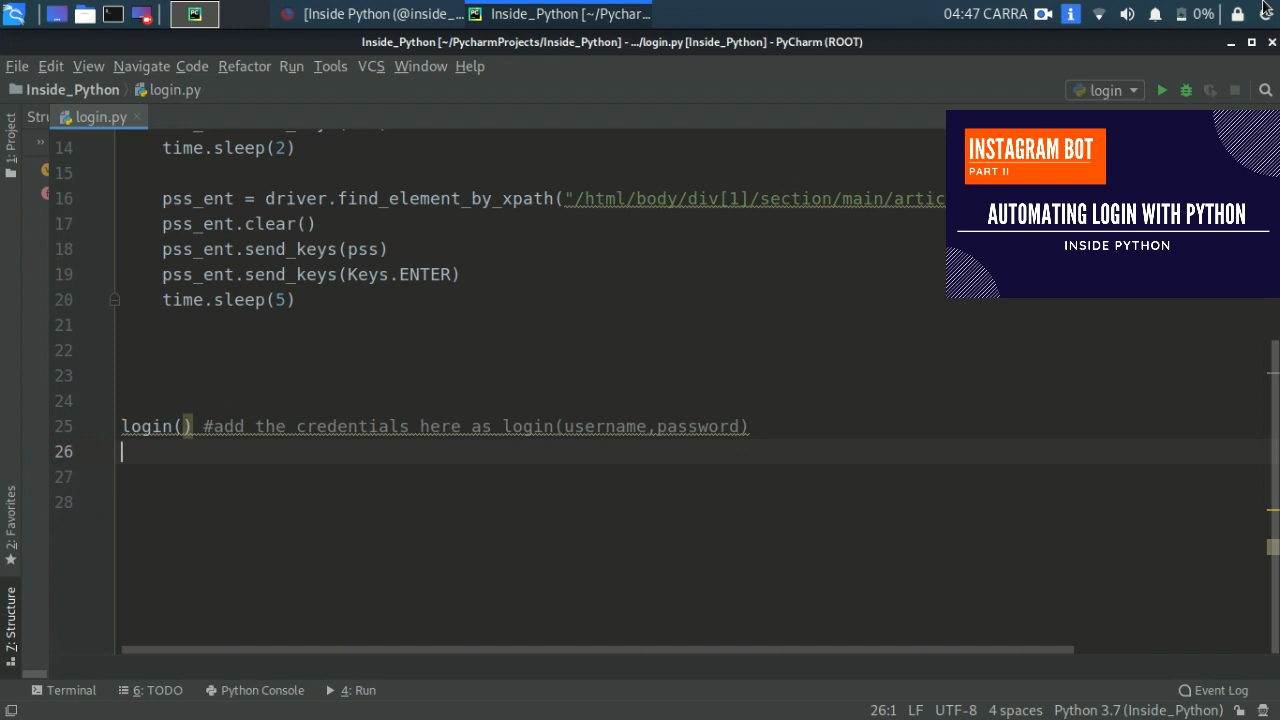 [Inside Python (@inside_...
Inside_Python [~/Pychar...
04:47 CARRA
0%
Inside_Python [~/PycharmProjects/Inside_Python] - .../login.py [Inside_Python] - PyCharm (ROOT)
File Edit View Navigate Code Refactor Run Tools VCS Window Help
Inside_Python login.py
login
1: Project
Stru
login.py
14 time.sleep(2)
15
16 pss_ent = driver.find_element_by_xpath("/html/body/div[1]/section/main/artic
17 pss_ent.clear()
18 pss_ent.send_keys(pss)
19 pss_ent.send_keys(Keys.ENTER)
20 time.sleep(5)
21
22
23
24
25 login() #add the credentials here as login(username,password)
26
27
28
INSTAGRAM BOT
PART II
AUTOMATING LOGIN WITH PYTHON
INSIDE PYTHON
2: Favorites
7: Structure
Terminal 6: TODO Python Console 4: Run Event Log
26:1 LF UTF-8 4 spaces Python 3.7 (Inside_Python)